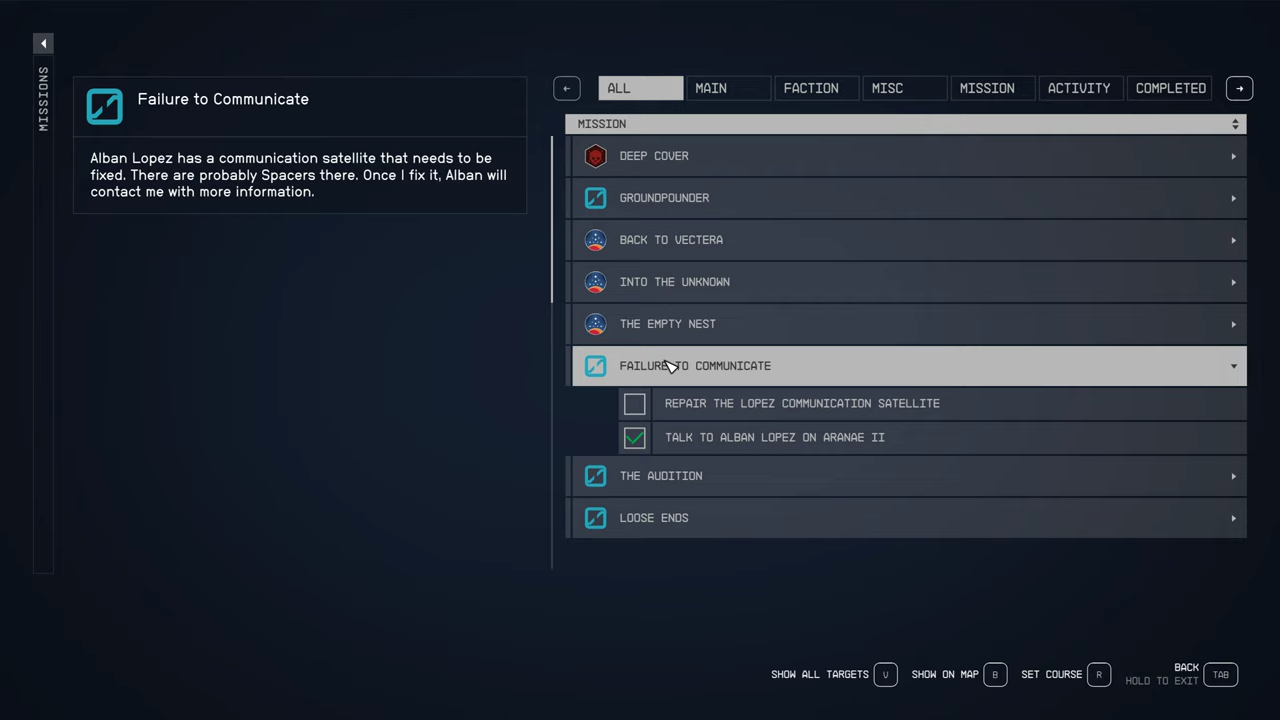 MISSIONS
Failure to Communicate
Alban Lopez has a communication satellite that needs to be
fixed. There are probably Spacers there. Once I fix it, Alban will
contact me with more information.
ALL
MAIN
FACTION
MISC
MISSION
ACTIVITY
COMPLETED
MISSION
DEEP COVER
GROUNDPOUNDER
BACK TO VECTERA
INTO THE UNKNOWN
THE EMPTY NEST
FAILURE TO COMMUNICATE
REPAIR THE LOPEZ COMMUNICATION SATELLITE
TALK TO ALBAN LOPEZ ON ARANAE II
THE AUDITION
LOOSE ENDS
SHOW ALL TARGETS V
SHOW ON MAP B
SET COURSE R
BACK
HOLD TO EXIT
TAB